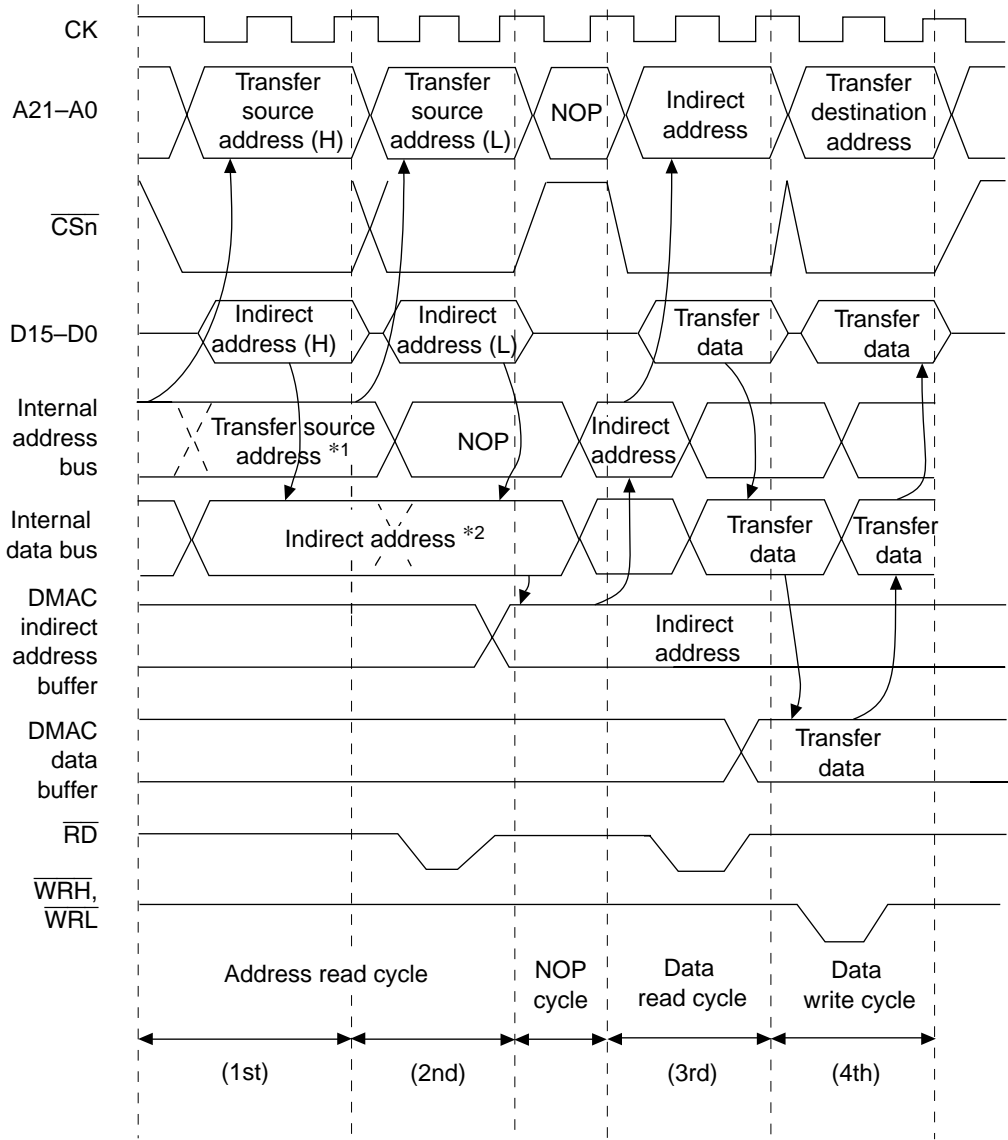 CK
A21–A0
Transfer
source
address (H)
Transfer
source
address (L)
NOP
Indirect
address
Transfer
destination
address
CSn
D15–D0
Indirect
address (H)
Indirect
address (L)
Transfer
data
Transfer
data
Internal
address
bus
Transfer source
address *1
NOP
Indirect
address
Internal
data bus
Indirect address *2
Transfer
data
Transfer
data
DMAC
indirect
address
buffer
Indirect
address
DMAC
data
buffer
Transfer
data
RD
WRH,
WRL
Address read cycle
NOP
cycle
Data
read cycle
Data
write cycle
(1st)
(2nd)
(3rd)
(4th)